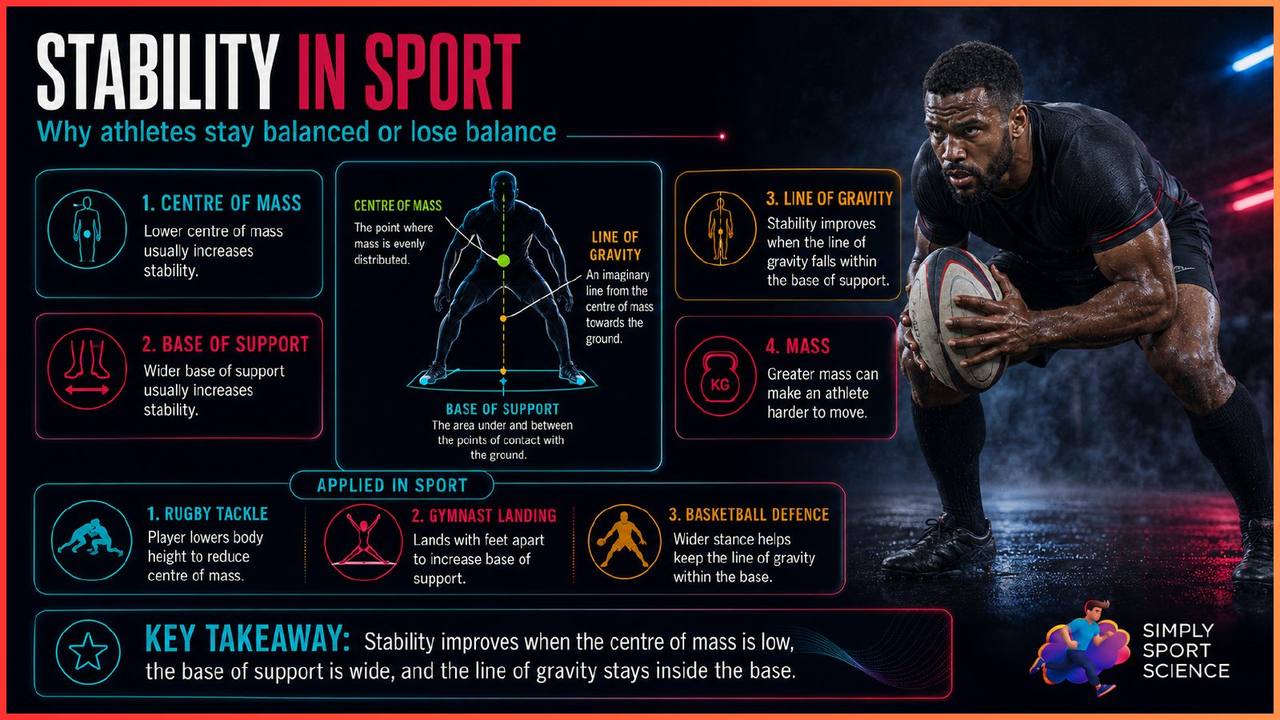 STABILITY IN SPORT
Why athletes stay balanced or lose balance
1. CENTRE OF MASS
Lower centre of mass
usually increases
stability.
2. BASE OF SUPPORT
Wider base of support
usually increases
stability.
CENTRE OF MASS
The point where
mass is evenly
distributed.
LINE OF
GRAVITY
An imaginary
line from the
centre of mass
towards the
ground.
BASE OF SUPPORT
The area under and between
the points of contact with
the ground.
3. LINE OF GRAVITY
Stability improves
when the line of
gravity falls within
the base of support.
KG
4. MASS
Greater mass can
make an athlete
harder to move.
APPLIED IN SPORT
1. RUGBY TACKLE
Player lowers body
height to reduce
centre of mass.
2. GYMNAST LANDING
Lands with feet apart
to increase base of
support.
3. BASKETBALL DEFENCE
Wider stance helps
keep the line of gravity
within the base.
KEY TAKEAWAY: Stability improves when the centre of mass is low,
the base of support is wide, and the line of gravity stays inside the base.
SIMPLY
SPORT
SCIENCE